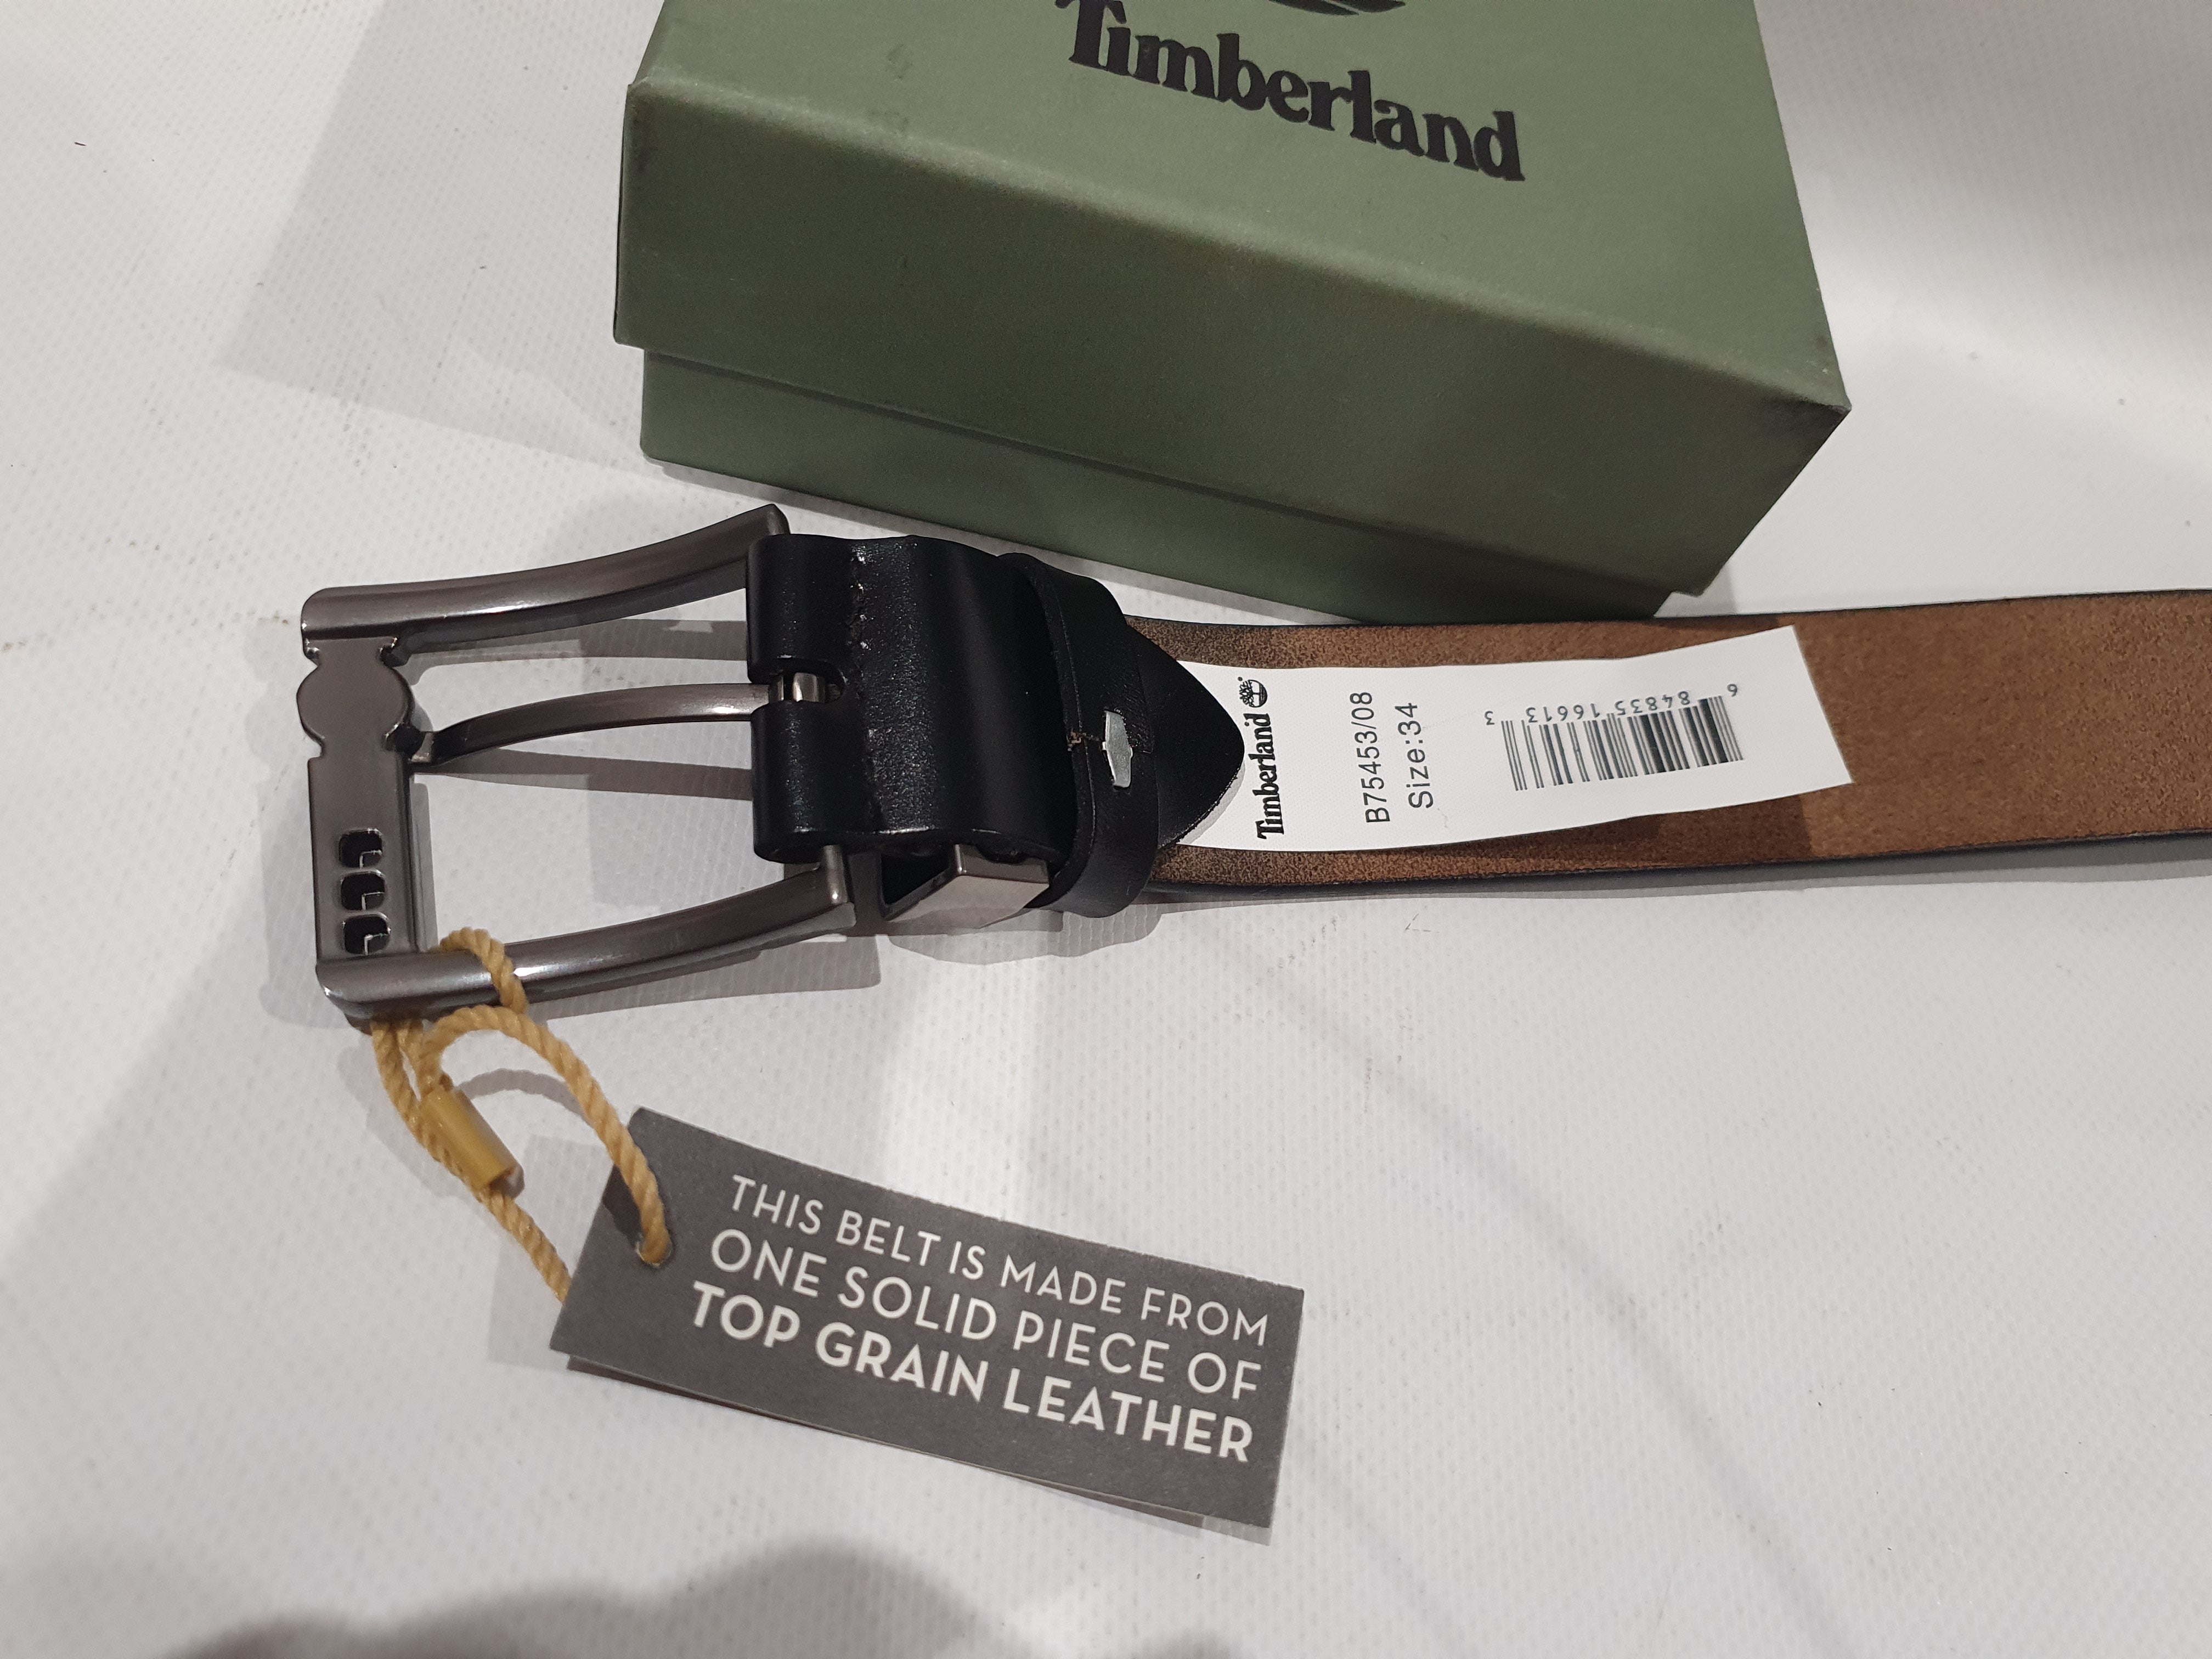 Timberland
Timberland
B75453/08
Size:34
6 84835 16613 3
THIS BELT IS MADE FROM
ONE SOLID PIECE OF
TOP GRAIN LEATHER